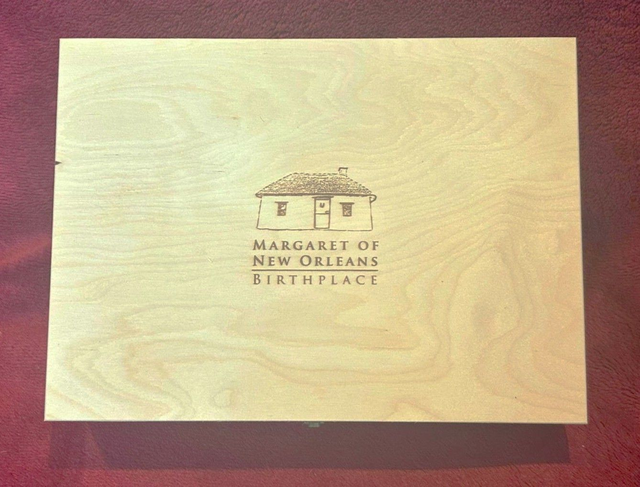 MARGARET OF
NEW ORLEANS
BIRTHPLACE